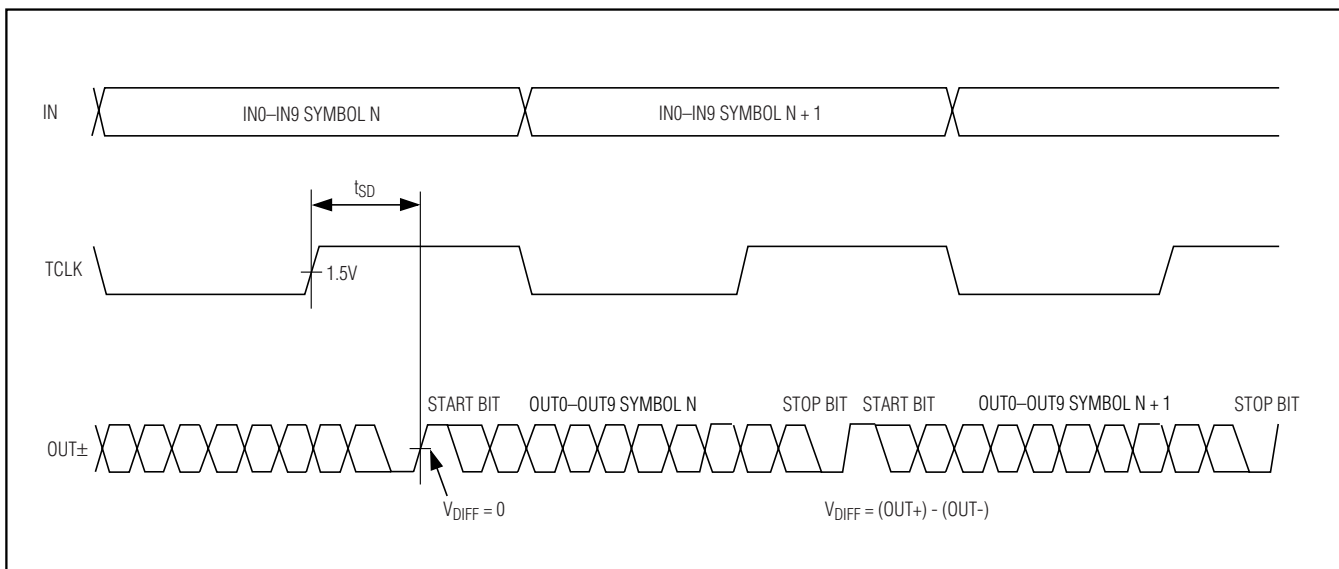 IN
IN0–IN9 SYMBOL N
IN0–IN9 SYMBOL N + 1
tSD
TCLK
1.5V
START BIT
OUT0–OUT9 SYMBOL N
STOP BIT
START BIT
OUT0–OUT9 SYMBOL N + 1
STOP BIT
OUT±
VDIFF = 0
VDIFF = (OUT+) - (OUT-)